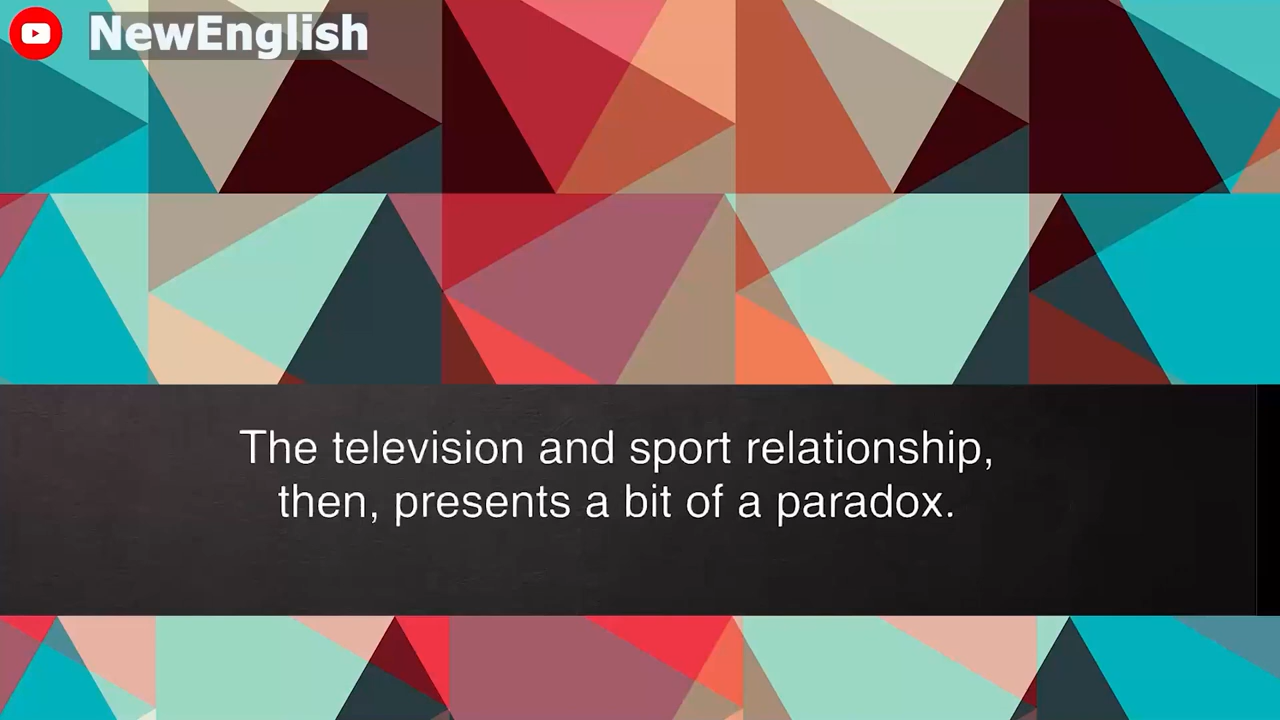 NewEnglish
The television and sport relationship,
then, presents a bit of a paradox.